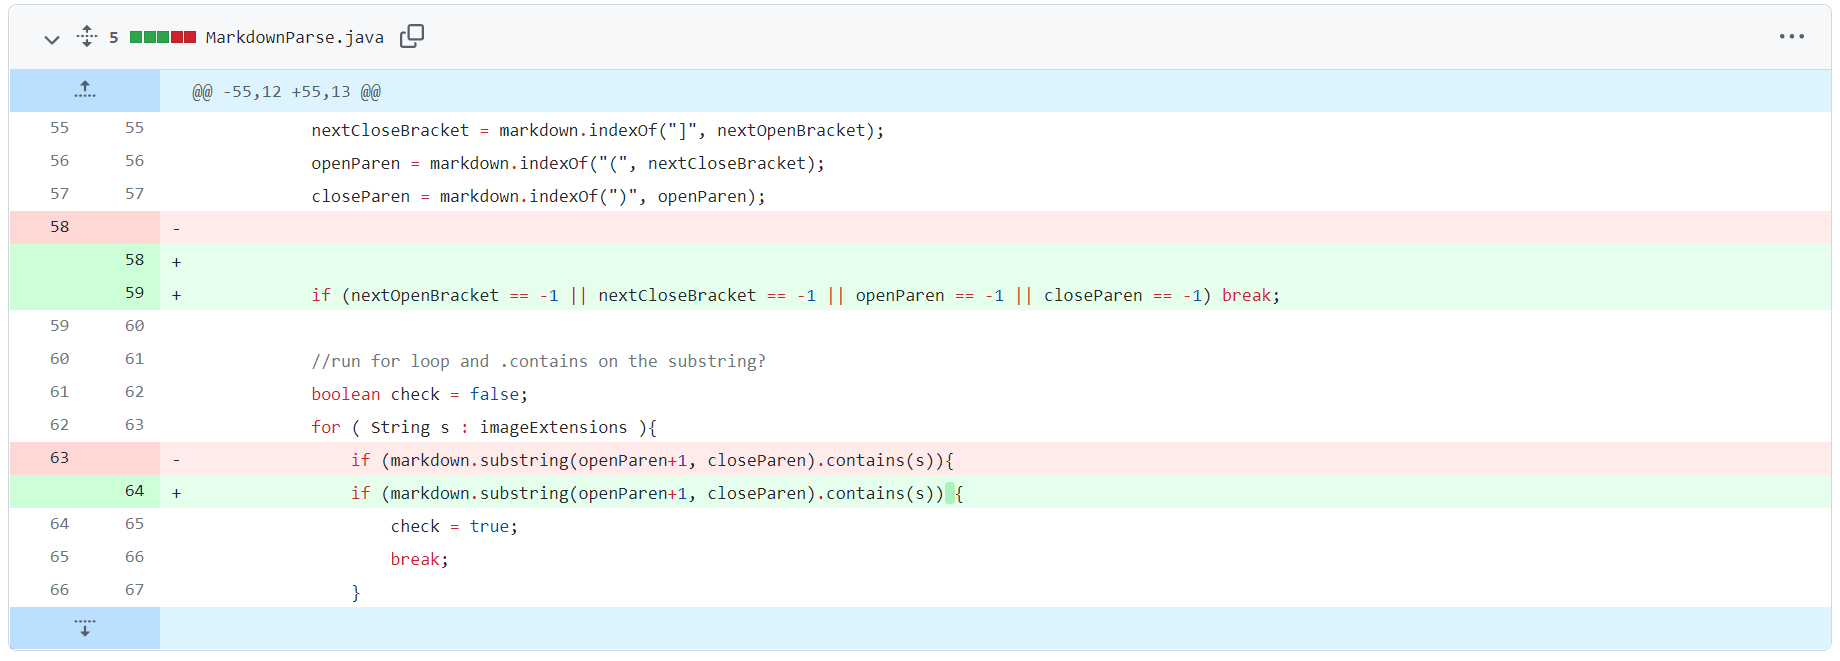 5 MarkdownParse.java
@@ -55,12 +55,13 @@
55 55 nextCloseBracket = markdown.indexOf("]", nextOpenBracket);
56 56 openParen = markdown.indexOf("(", nextCloseBracket);
57 57 closeParen = markdown.indexOf(")", openParen);
58 -
58 +
59 + if (nextOpenBracket == -1 || nextCloseBracket == -1 || openParen == -1 || closeParen == -1) break;
59 60
60 61 //run for loop and .contains on the substring?
61 62 boolean check = false;
62 63 for ( String s : imageExtensions ){
63 - if (markdown.substring(openParen+1, closeParen).contains(s)){
64 + if (markdown.substring(openParen+1, closeParen).contains(s)) {
64 65 check = true;
65 66 break;
66 67 }